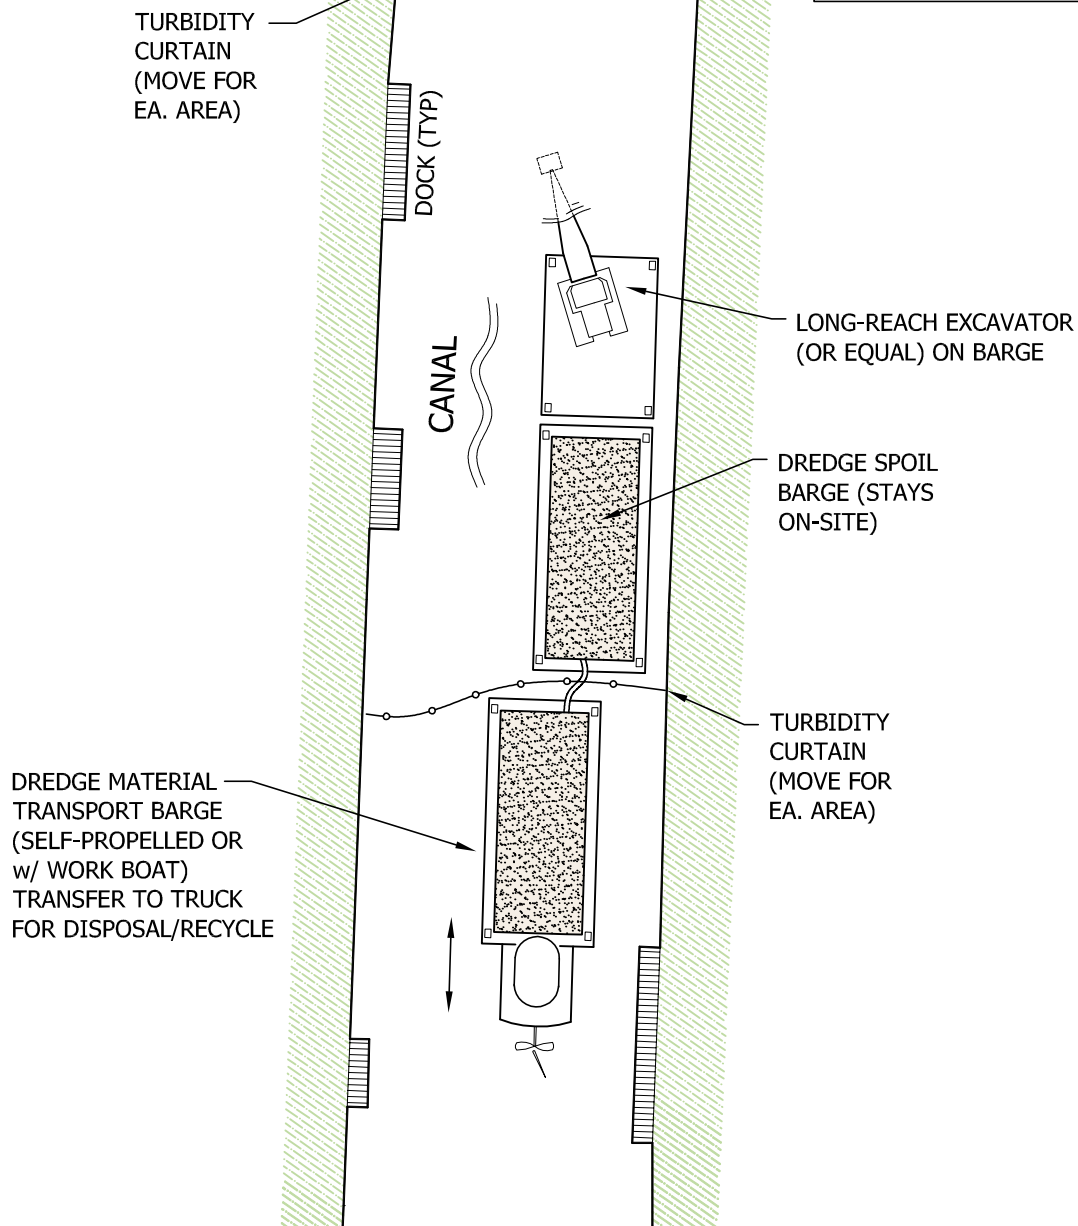 TURBIDITY
CURTAIN
(MOVE FOR
EA. AREA)
DOCK (TYP)
CANAL
LONG-REACH EXCAVATOR
(OR EQUAL) ON BARGE
DREDGE SPOIL
BARGE (STAYS
ON-SITE)
TURBIDITY
CURTAIN
(MOVE FOR
EA. AREA)
DREDGE MATERIAL
TRANSPORT BARGE
(SELF-PROPELLED OR
w/ WORK BOAT)
TRANSFER TO TRUCK
FOR DISPOSAL/RECYCLE